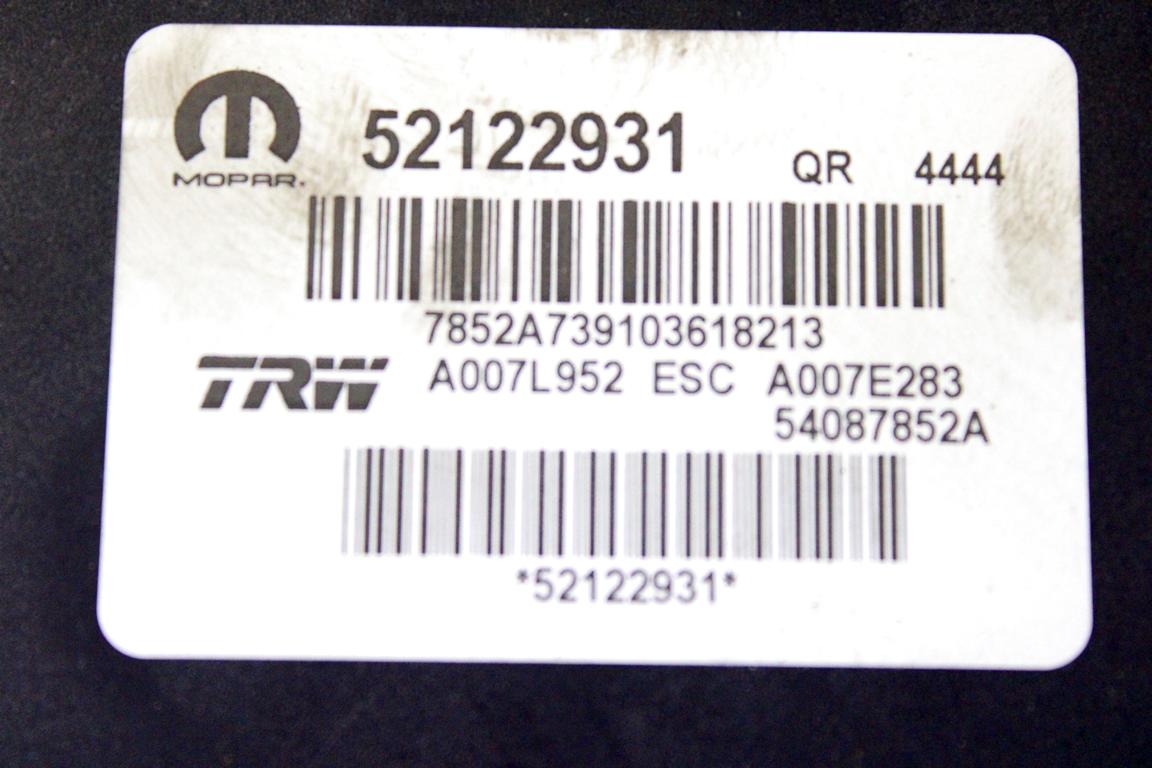 MOPAR. 52122931 QR 4444
7852A739103618213
TRW A007L952 ESC A007E283
54087852A
*52122931*